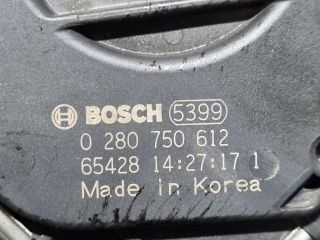 BOSCH 5399
0 280 750 612
65428 14:27:17 1
Made in Korea